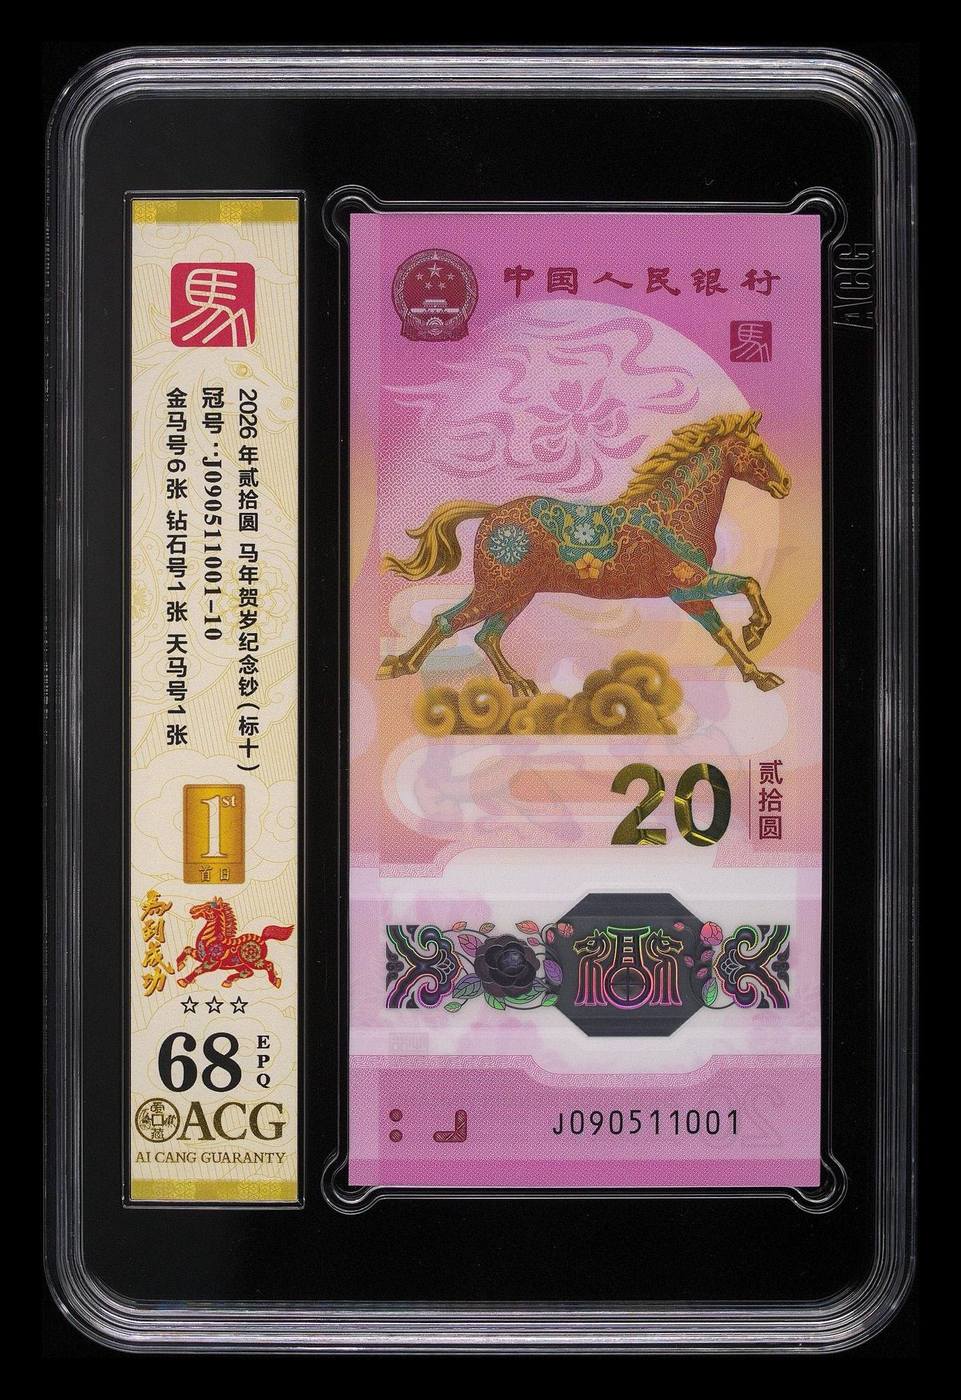 馬
2026 年贰拾圆 马年贺岁纪念钞(标十)
冠号:J090511001-10
金马号6 张 钻石号1 张 天马号1 张
1st
首日
馬到成功
☆☆☆
68
EPQ
ACG
AI CANG GUARANTY
中国人民银行
馬
20
贰拾圆
J090511001
20
ACG